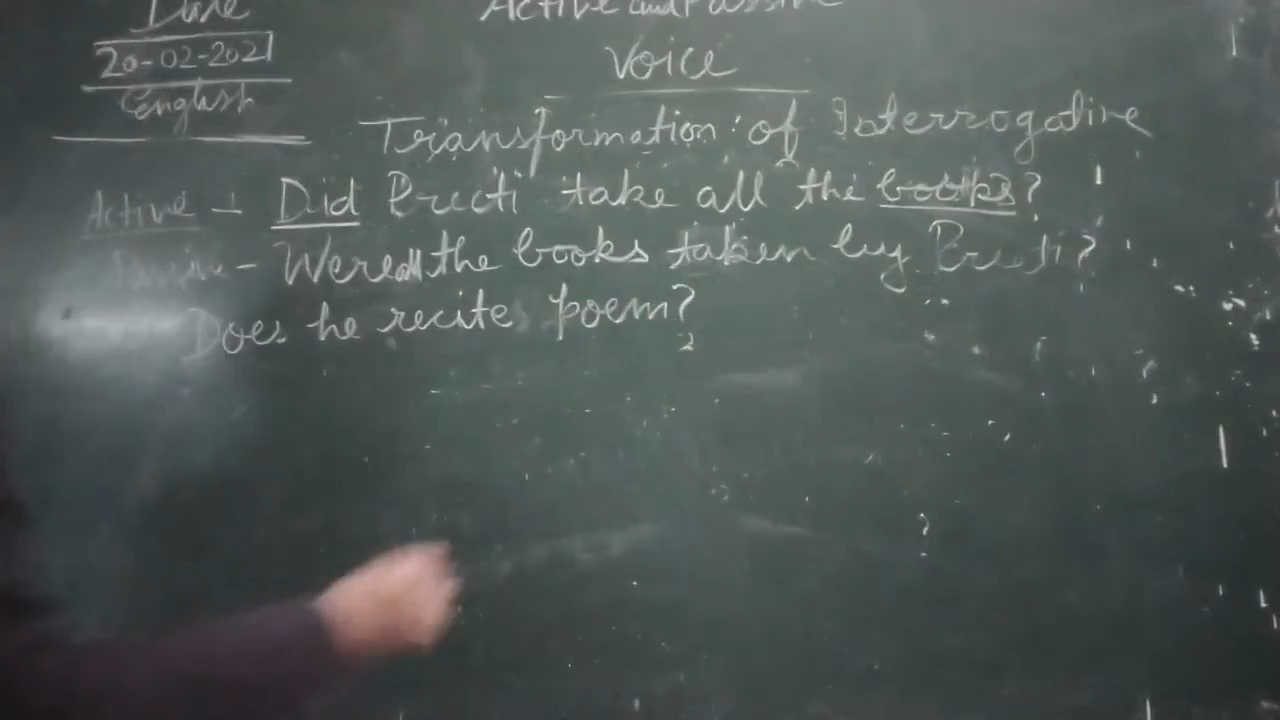 Date
20-02-2021
English
Active and Passive
Voice
Transformation of Interrogative
Active - Did Preeti take all the books?
Passive - Were all the books taken by Preeti?
Does he recite poem?